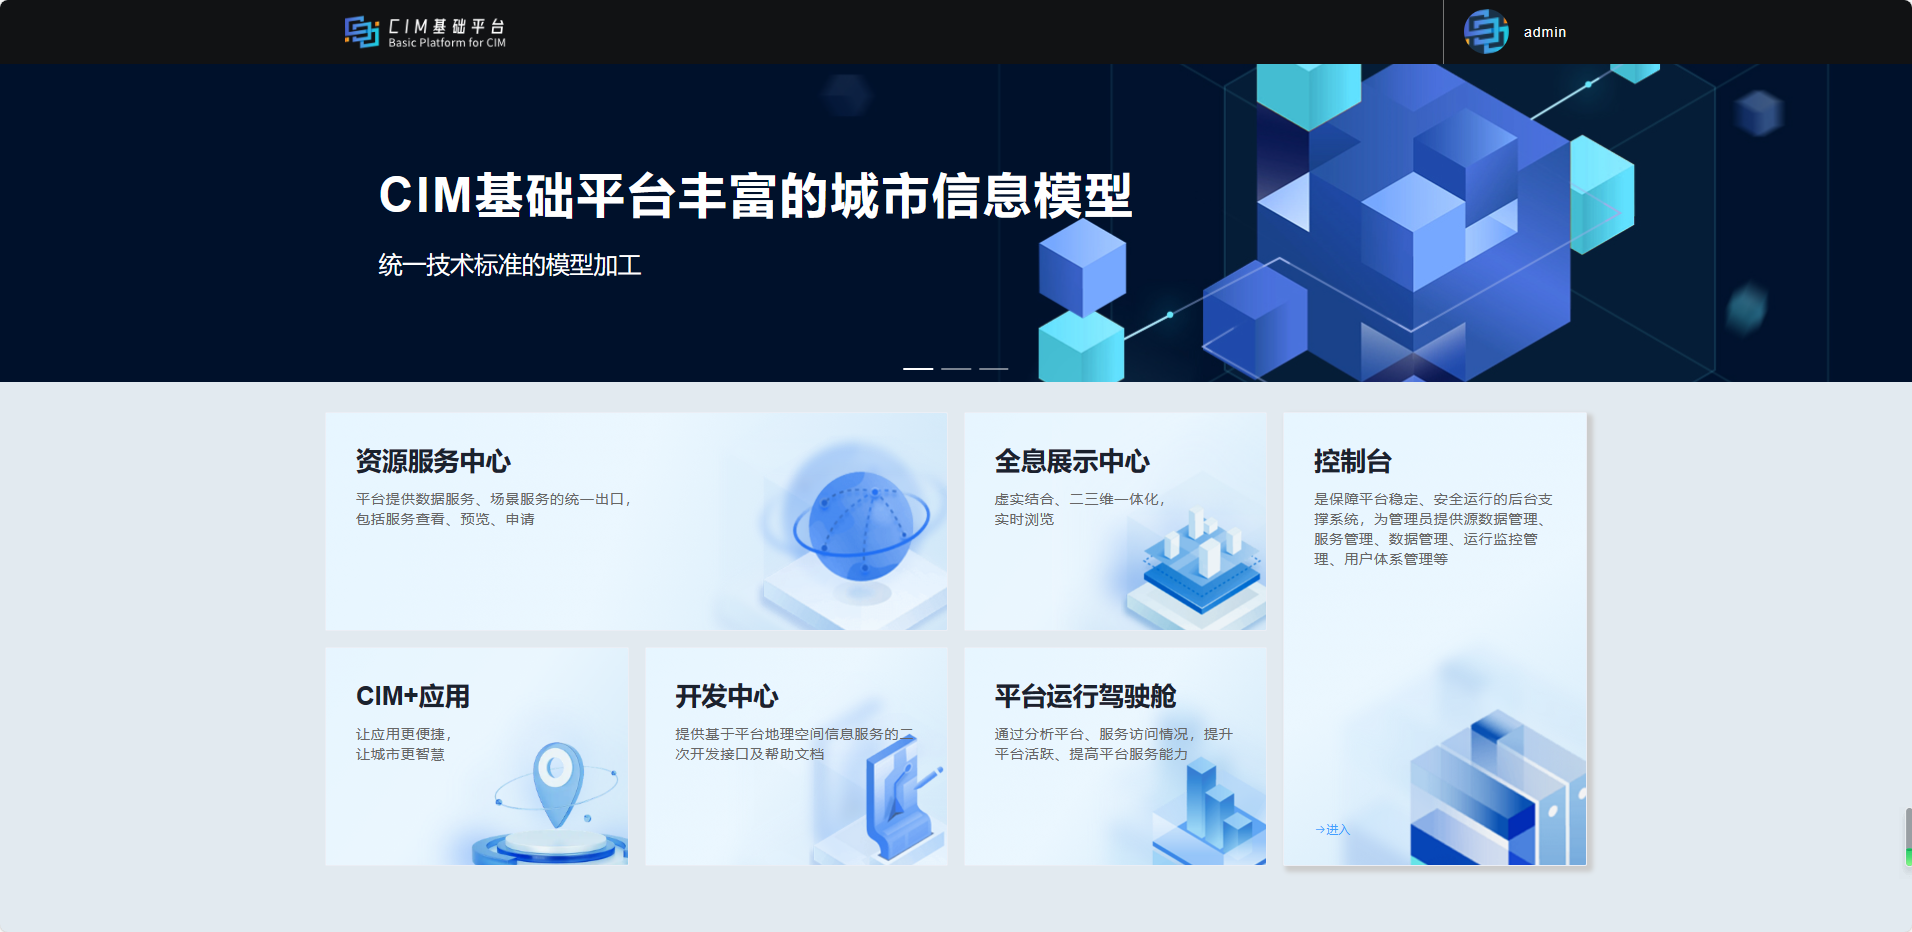 CIM基础平台
Basic Platform for CIM
admin
CIM基础平台丰富的城市信息模型
统一技术标准的模型加工
资源服务中心
平台提供数据服务、场景服务的统一出口，
包括服务查看、预览、申请
全息展示中心
虚实结合、二三维一体化，
实时浏览
控制台
是保障平台稳定、安全运行的后台支
撑系统，为管理员提供源数据管理、
服务管理、数据管理、运行监控管
理、用户体系管理等
→进入
CIM+应用
让应用更便捷，
让城市更智慧
开发中心
提供基于平台地理空间信息服务的二
次开发接口及帮助文档
平台运行驾驶舱
通过分析平台、服务访问情况，提升
平台活跃、提高平台服务能力